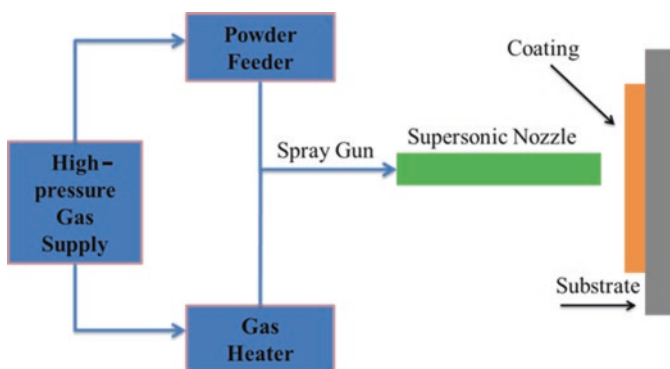 Powder
Feeder
Coating
Spray Gun
Supersonic Nozzle
High-
pressure
Gas
Supply
Substrate
Gas
Heater